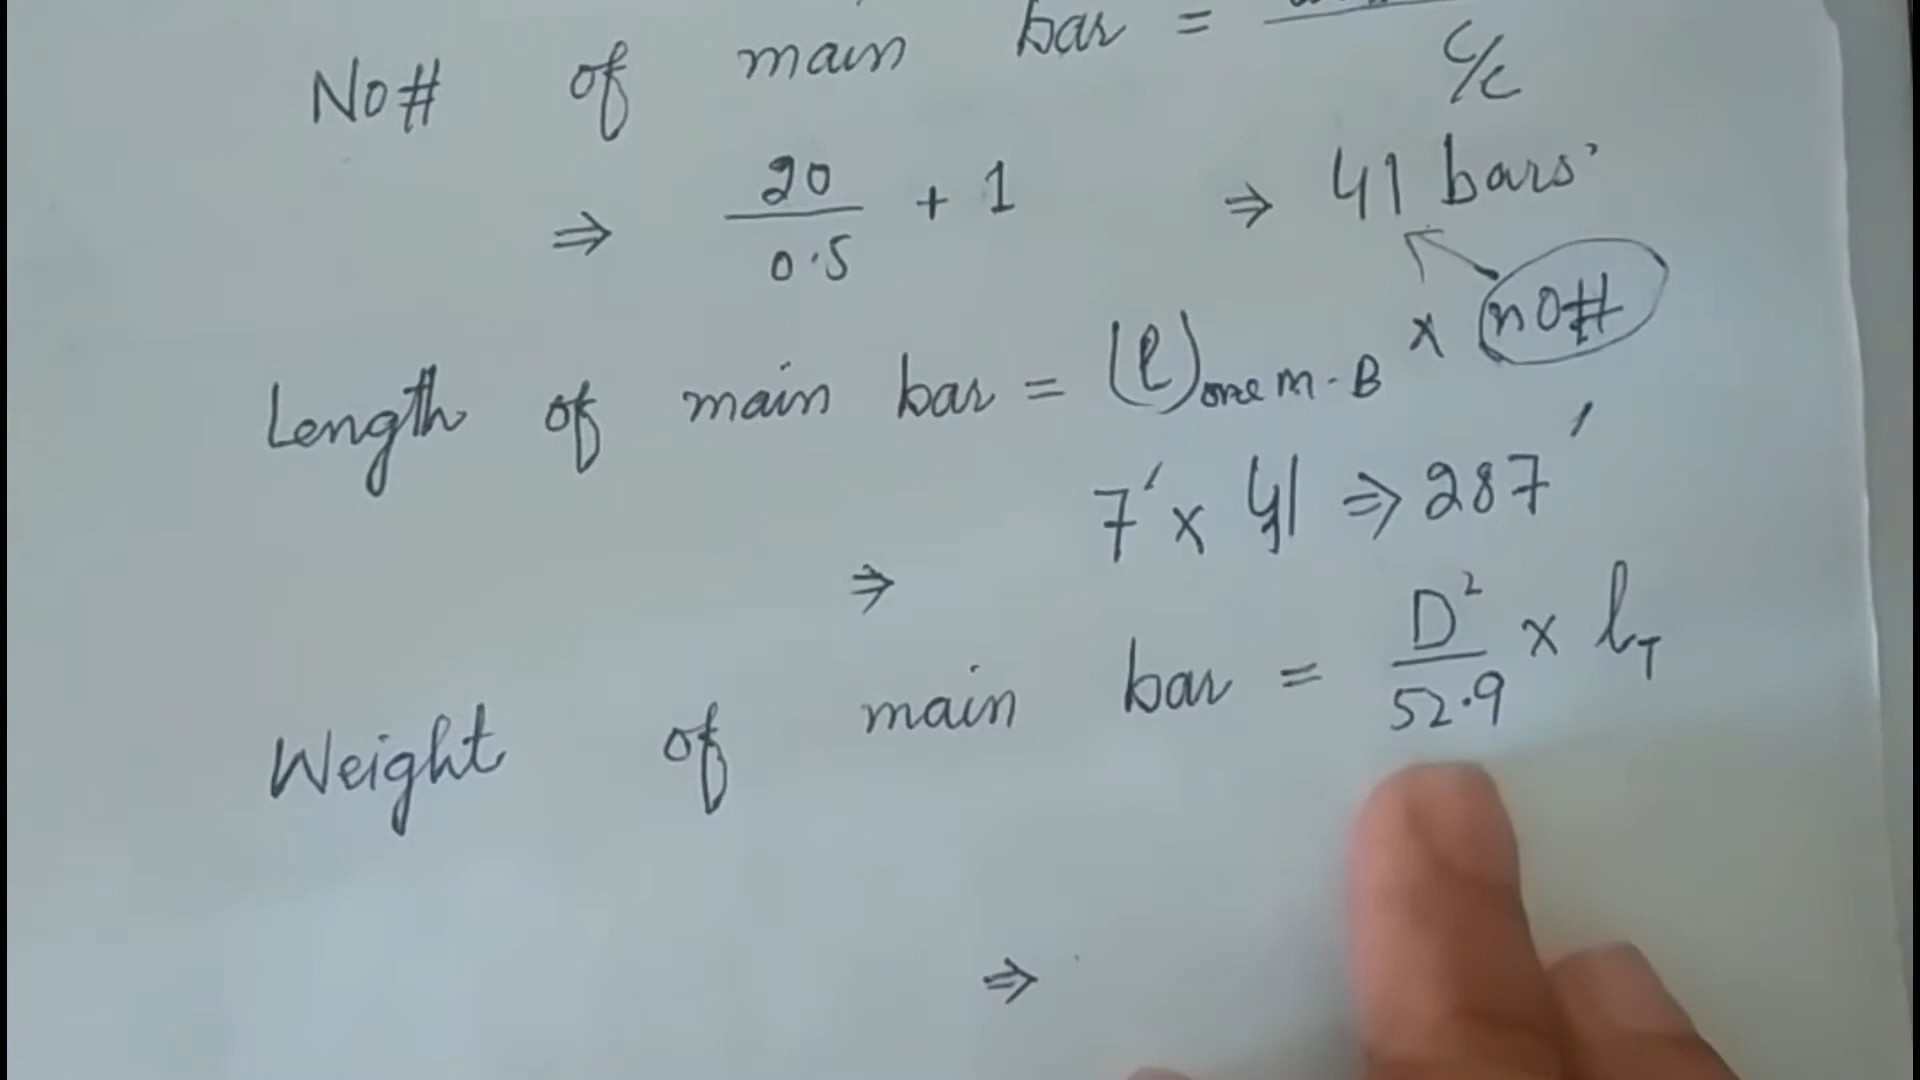 No# of main bar =
C/C
⇒ 20/0.5 + 1 ⇒ 41 bars
Length of main bar = (l)one M-B × no#
⇒ 7' × 41 ⇒ 287'
Weight of main bar = D²/52.9 × lT
⇒